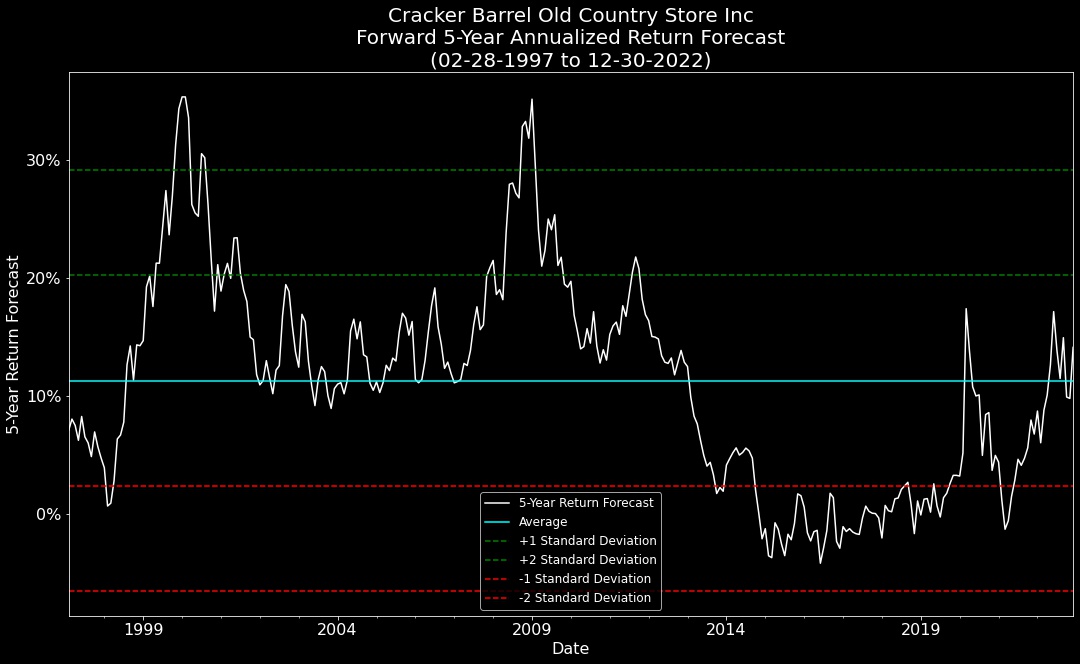 Cracker Barrel Old Country Store Inc
Forward 5-Year Annualized Return Forecast
(02-28-1997 to 12-30-2022)
5-Year Return Forecast
30%
20%
10%
0%
5-Year Return Forecast
Average
+1 Standard Deviation
+2 Standard Deviation
-1 Standard Deviation
-2 Standard Deviation
1999
2004
2009
2014
2019
Date